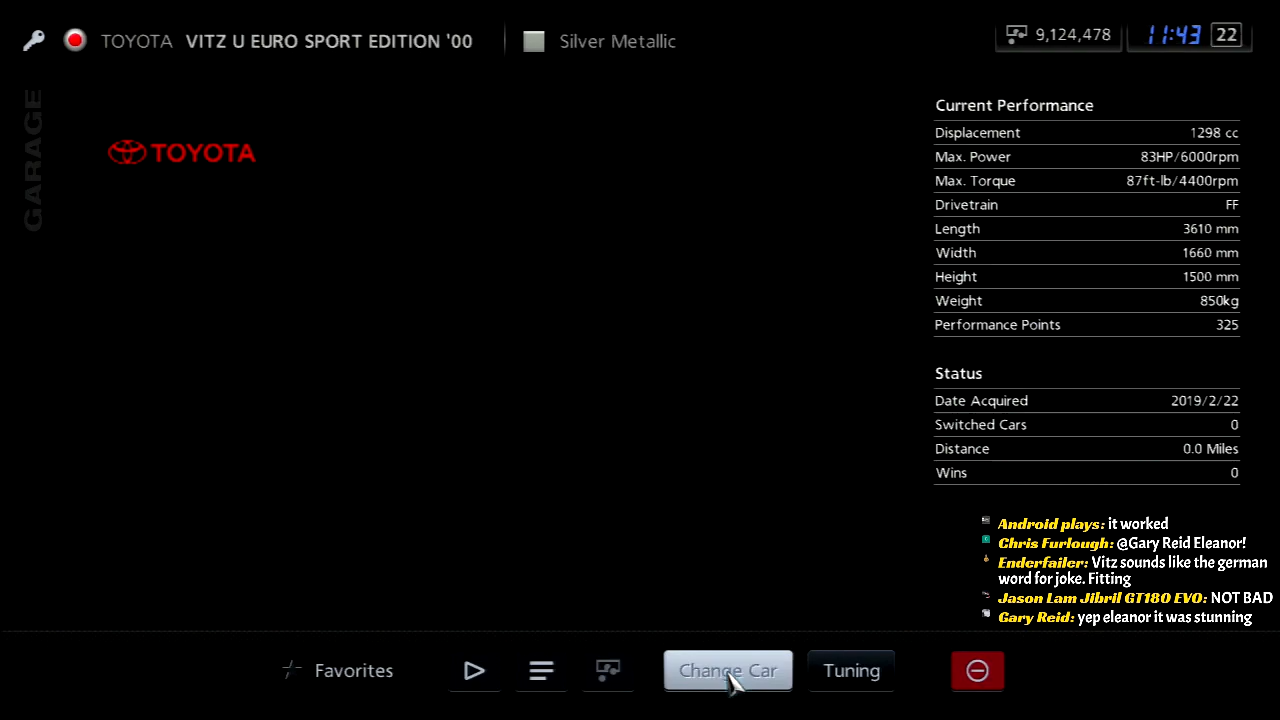 TOYOTA VITZ U EURO SPORT EDITION '00 Silver Metallic 9,124,478 11:43 22
GARAGE
TOYOTA
Current Performance
Displacement 1298 cc
Max. Power 83HP/6000rpm
Max. Torque 87ft-lb/4400rpm
Drivetrain FF
Length 3610 mm
Width 1660 mm
Height 1500 mm
Weight 850kg
Performance Points 325
Status
Date Acquired 2019/2/22
Switched Cars 0
Distance 0.0 Miles
Wins 0
Android plays: it worked
Chris Furlough: @Gary Reid Eleanor!
Enderfailer: Vitz sounds like the german
word for joke. Fitting
Jason Lam Jibril GT180 EVO: NOT BAD
Gary Reid: yep eleanor it was stunning
Favorites Change Car Tuning